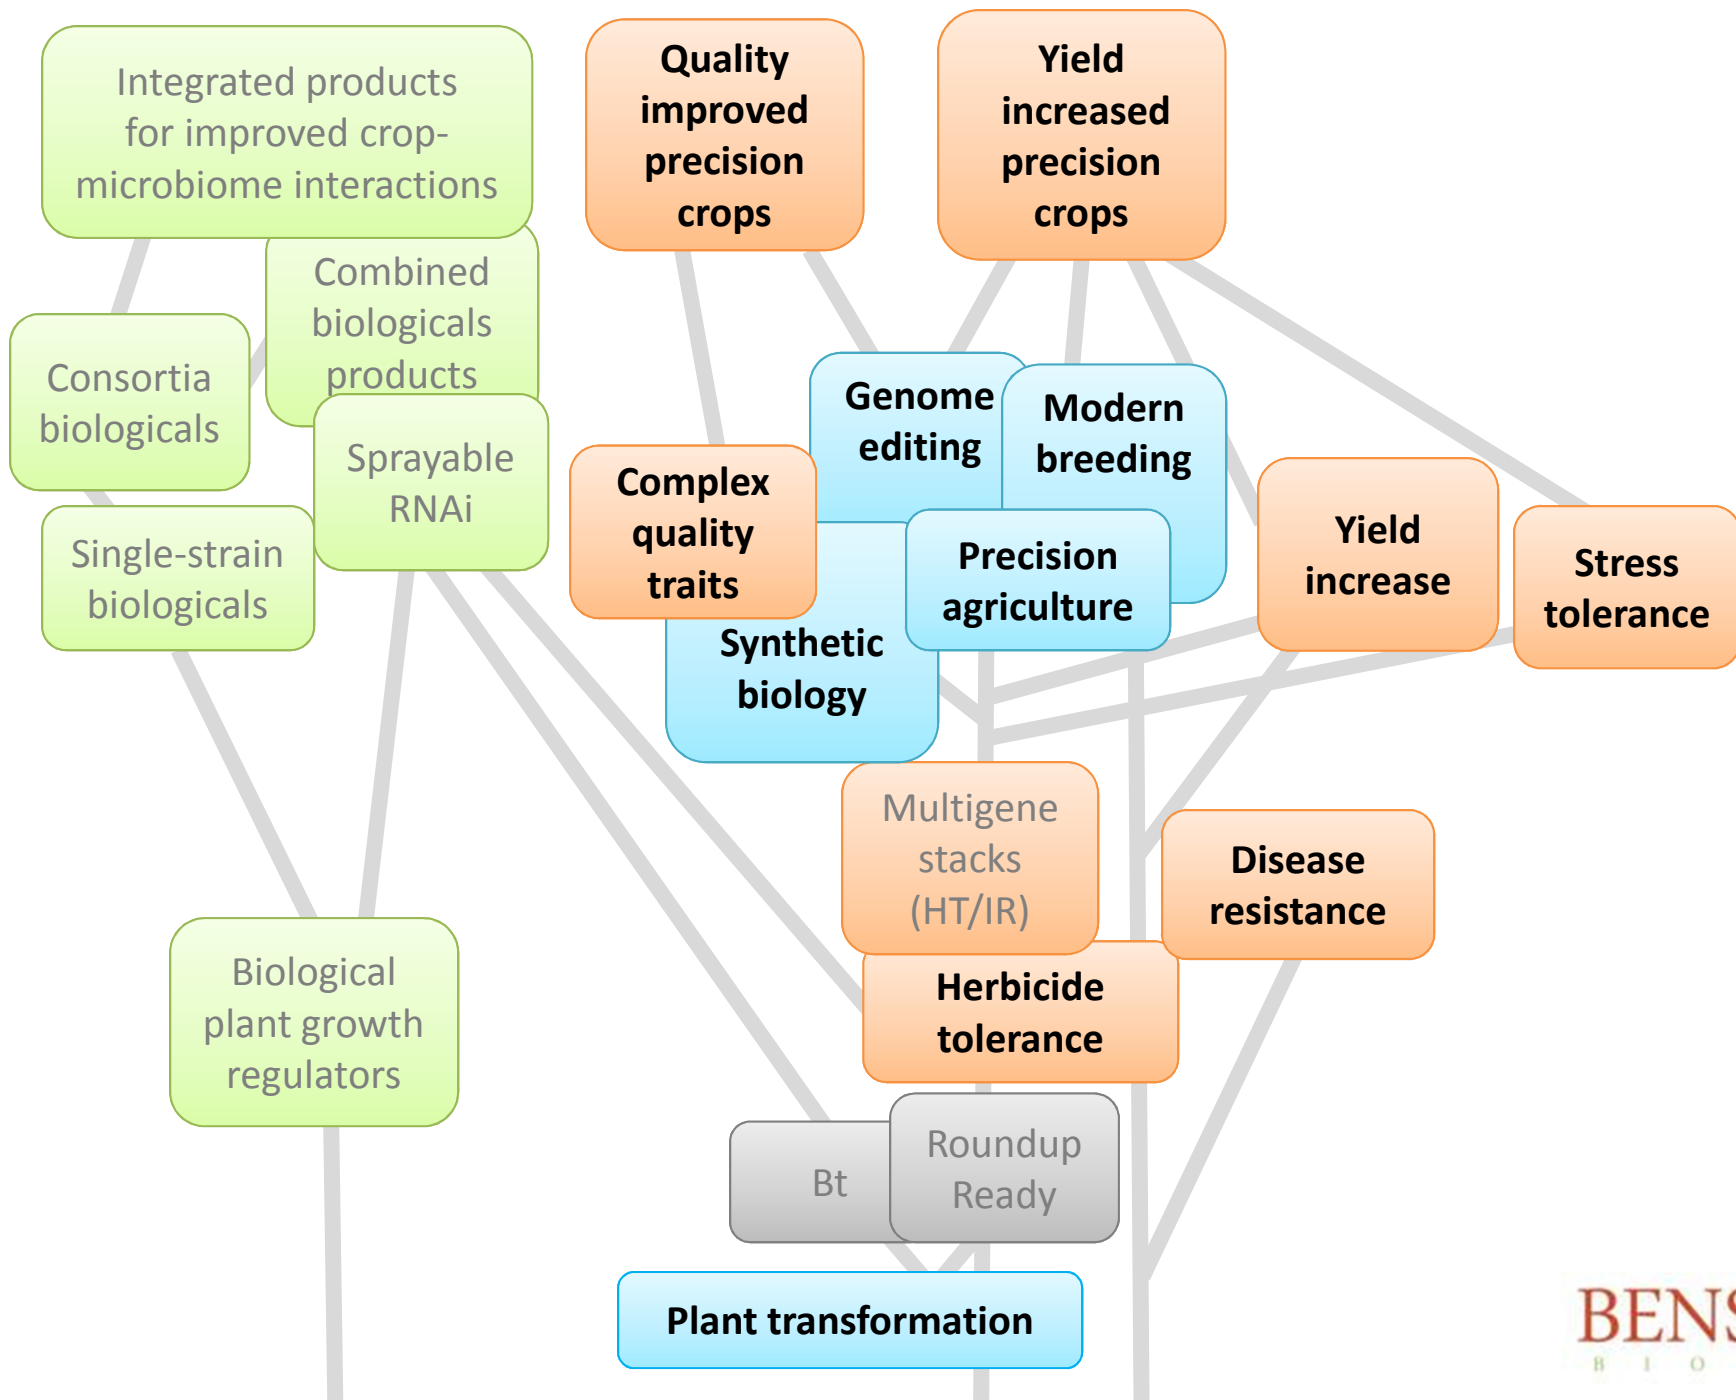 Integrated products
for improved crop-
microbiome interactions
Quality
improved
precision
crops
Yield
increased
precision
crops
Combined
biologicals
products
Consortia
biologicals
Sprayable
RNAi
Single-strain
biologicals
Genome
editing
Modern
breeding
Complex
quality
traits
Precision
agriculture
Synthetic
biology
Yield
increase
Stress
tolerance
Multigene
stacks
(HT/IR)
Disease
resistance
Herbicide
tolerance
Biological
plant growth
regulators
Bt
Roundup
Ready
Plant transformation
BENS
B I O